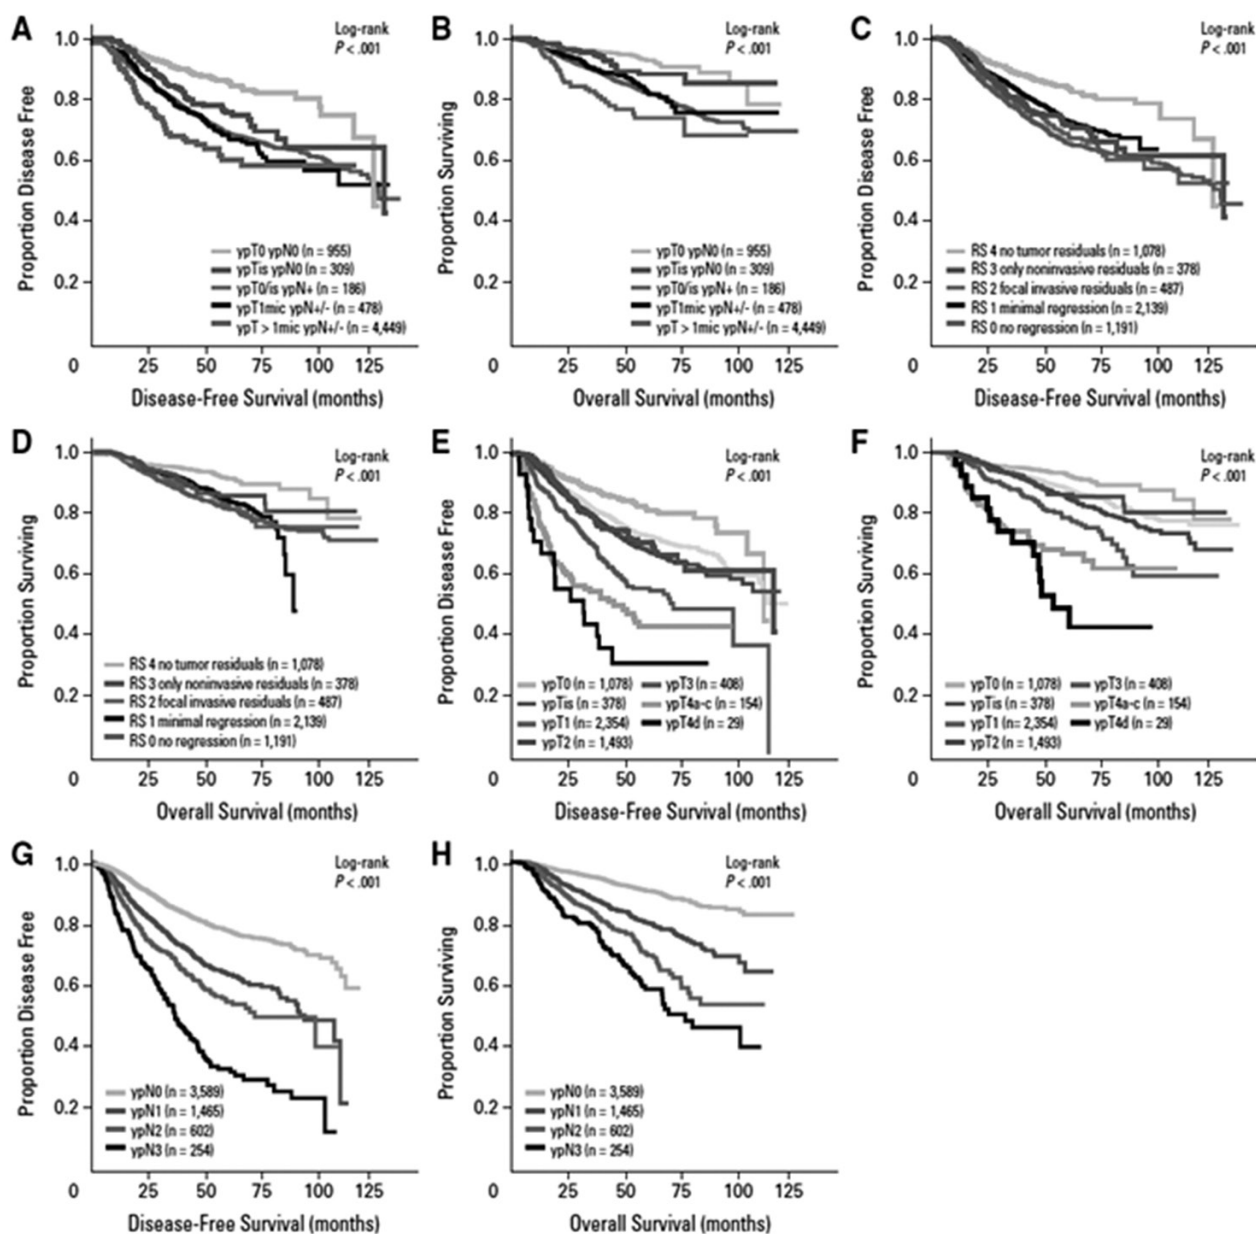 A
Log-rank
P < .001
Proportion Disease Free
1.0
0.8
0.6
0.4
0.2
ypT0 ypN0 (n = 955)
ypTis ypN0 (n = 309)
ypT0/is ypN+ (n = 186)
ypT1mic ypN+/- (n = 478)
ypT > 1mic ypN+/- (n = 4,449)
0 25 50 75 100 125
Disease-Free Survival (months)
B
Log-rank
P < .001
Proportion Surviving
1.0
0.8
0.6
0.4
0.2
ypT0 ypN0 (n = 955)
ypTis ypN0 (n = 309)
ypT0/is ypN+ (n = 186)
ypT1mic ypN+/- (n = 478)
ypT > 1mic ypN+/- (n = 4,449)
0 25 50 75 100 125
Overall Survival (months)
C
Log-rank
P < .001
Proportion Disease Free
1.0
0.8
0.6
0.4
0.2
RS 4 no tumor residuals (n = 1,078)
RS 3 only noninvasive residuals (n = 378)
RS 2 focal invasive residuals (n = 487)
RS 1 minimal regression (n = 2,139)
RS 0 no regression (n = 1,191)
0 25 50 75 100 125
Disease-Free Survival (months)
D
Log-rank
P < .001
Proportion Surviving
1.0
0.8
0.6
0.4
0.2
RS 4 no tumor residuals (n = 1,078)
RS 3 only noninvasive residuals (n = 378)
RS 2 focal invasive residuals (n = 487)
RS 1 minimal regression (n = 2,139)
RS 0 no regression (n = 1,191)
0 25 50 75 100 125
Overall Survival (months)
E
Log-rank
P < .001
Proportion Disease Free
1.0
0.8
0.6
0.4
0.2
ypT0 (n = 1,078) ypT3 (n = 408)
ypTis (n = 378) ypT4a-c (n = 154)
ypT1 (n= 2,354) ypT4d (n = 29)
ypT2 (n = 1,493)
0 25 50 75 100 125
Disease-Free Survival (months)
F
Log-rank
P < .001
Proportion Surviving
1.0
0.8
0.6
0.4
0.2
ypT0 (n = 1,078) ypT3 (n = 408)
ypTis (n = 378) ypT4a-c (n = 154)
ypT1 (n = 2,354) ypT4d (n = 29)
ypT2 (n = 1,493)
0 25 50 75 100 125
Overall Survival (months)
G
Log-rank
P < .001
Proportion Disease Free
1.0
0.8
0.6
0.4
0.2
ypN0 (n = 3,589)
ypN1 (n = 1,465)
ypN2 (n = 602)
ypN3 (n = 254)
0 25 50 75 100 125
Disease-Free Survival (months)
H
Log-rank
P < .001
Proportion Surviving
1.0
0.8
0.6
0.4
0.2
ypN0 (n = 3,589)
ypN1 (n = 1,465)
ypN2 (n = 602)
ypN3 (n = 254)
0 25 50 75 100 125
Overall Survival (months)